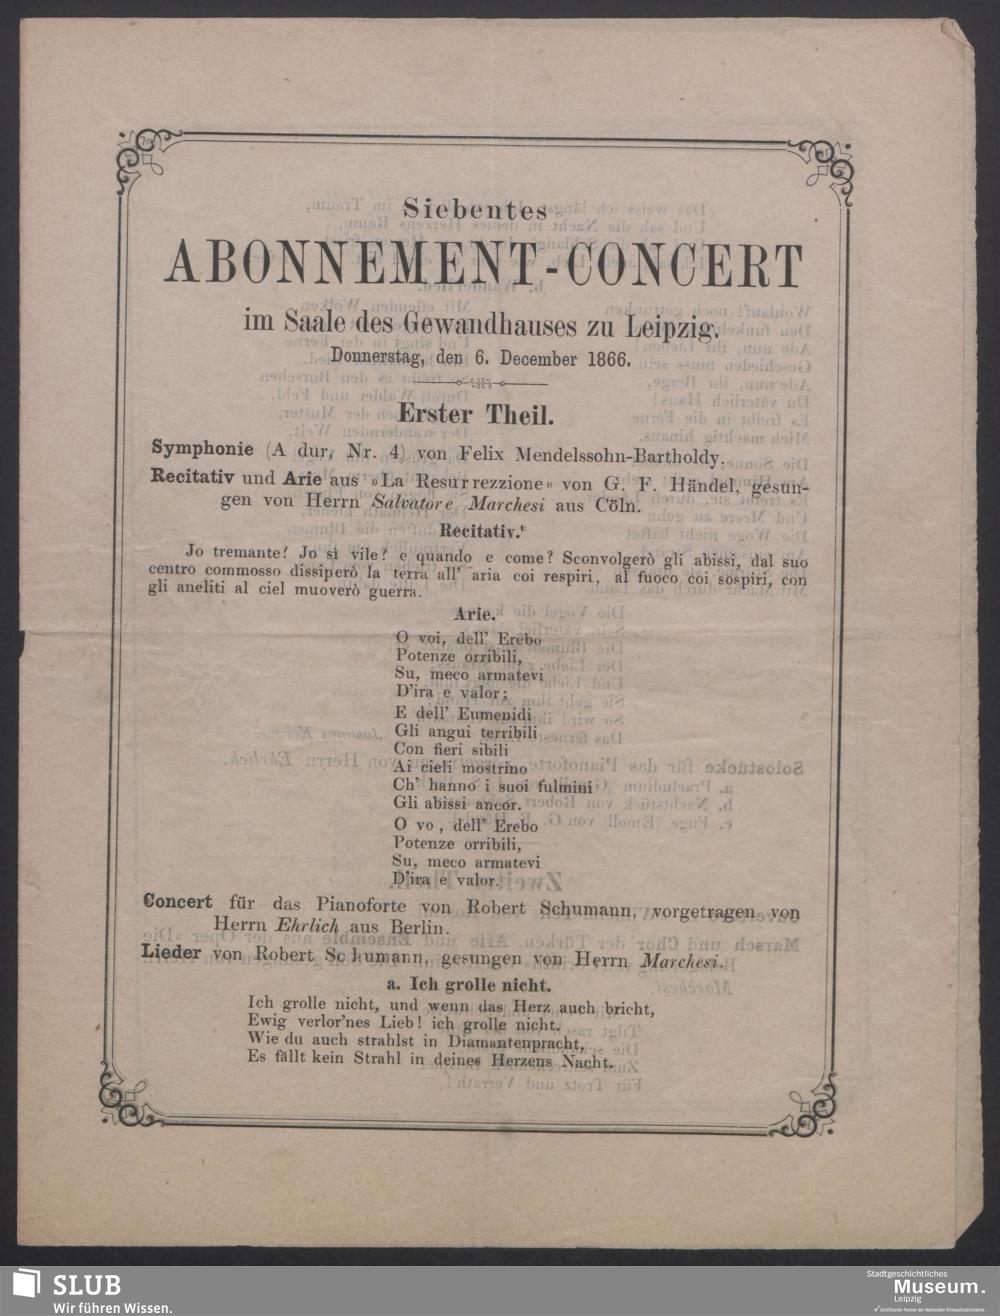 Siebentes
ABONNEMENT-CONCERT
im Saale des Gewandhauses zu Leipzig.
Donnerstag, den 6. December 1866.
Erster Theil.
Symphonie (A dur, Nr. 4) von Felix Mendelssohn-Bartholdy.
Recitativ und Arie aus »La Resurrezzione« von G. F. Händel, gesun-
gen von Herrn Salvatore Marchesi aus Cöln.
Recitativ.
Jo tremante? Jo si vile? e quando e come? Sconvolgerò gli abissi, dal suo
centro commosso dissiperò la terra all' aria coi respiri, al fuoco coi sospiri, con
gli aneliti al ciel muoverò guerra.
Arie.
O voi, dell' Erebo
Potenze orribili,
Su, meco armatevi
D'ira e valor;
E dell' Eumenidi
Gli angui terribili
Con fieri sibili
Ai cieli mostrino
Ch' hanno i suoi fulmini
Gli abissi ancor.
O vo , dell' Erebo
Potenze orribili,
Su, meco armatevi
D'ira e valor.
Concert für das Pianoforte von Robert Schumann, vorgetragen von
Herrn Ehrlich aus Berlin.
Lieder von Robert Schumann, gesungen von Herrn Marchesi.
a. Ich grolle nicht.
Ich grolle nicht, und wenn das Herz auch bricht,
Ewig verlor'nes Lieb! ich grolle nicht.
Wie du auch strahlst in Diamantenpracht,
Es fällt kein Strahl in deines Herzens Nacht.
SLUB
Wir führen Wissen.
Stadtgeschichtliches
Museum.
Leipzig
Zertifizierter Partner der Nationalen Klimaschutzinitiative